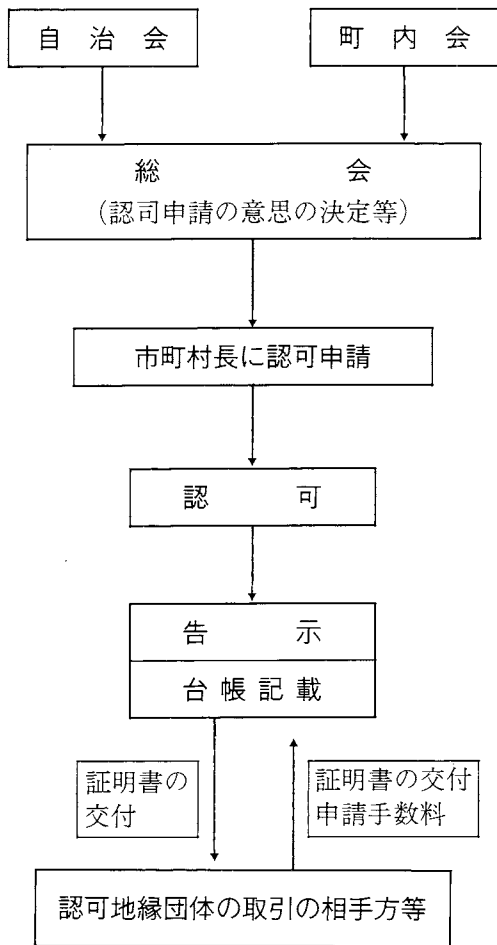 自治会
町内会
総会
（認司申請の意思の決定等）
市町村長に認可申請
認可
告示
台帳記載
証明書の
交付
証明書の交付
申請手数料
認可地縁団体の取引の相手方等